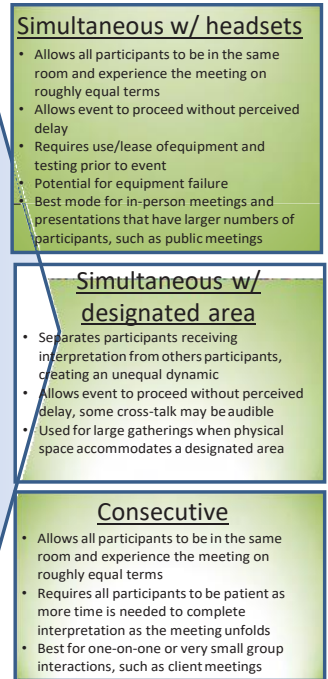 Simultaneous w/ headsets
• Allows all participants to be in the same
room and experience the meeting on
roughly equal terms
• Allows event to proceed without perceived
delay
• Requires use/lease ofequipment and
testing prior to event
• Potential for equipment failure
• Best mode for in-person meetings and
presentations that have larger numbers of
participants, such as public meetings
Simultaneous w/
designated area
• Separates participants receiving
interpretation from others participants,
creating an unequal dynamic
• Allows event to proceed without perceived
delay, some cross-talk may be audible
• Used for large gatherings when physical
space accommodates a designated area
Consecutive
• Allows all participants to be in the same
room and experience the meeting on
roughly equal terms
• Requires all participants to be patient as
more time is needed to complete
interpretation as the meeting unfolds
• Best for one-on-one or very small group
interactions, such as client meetings